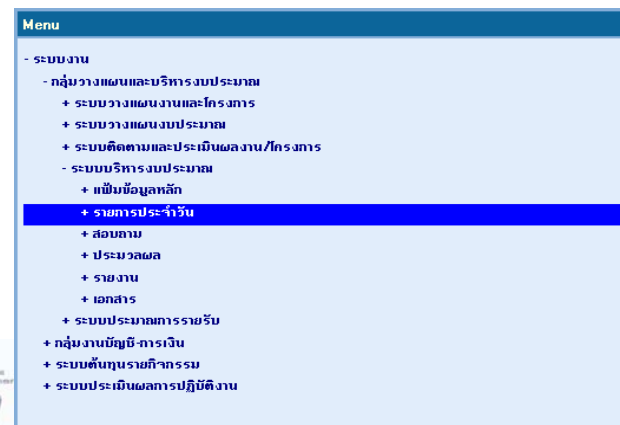 Menu
- ระบบงาน
- กลุ่มวางแผนและบริหารงบประมาณ
+ ระบบวางแผนงานและโครงการ
+ ระบบวางแผนงบประมาณ
+ ระบบติดตามและประเมินผลงาน/โครงการ
- ระบบบริหารงบประมาณ
+ แฟ้มข้อมูลหลัก
+ รายการประจำวัน
+ สอบถาม
+ ประมวลผล
+ รายงาน
+ เอกสาร
+ ระบบประมาณการรายรับ
+ กลุ่มงานบัญชี-การเงิน
+ ระบบต้นทุนรายกิจกรรม
+ ระบบประเมินผลการปฏิบัติงาน